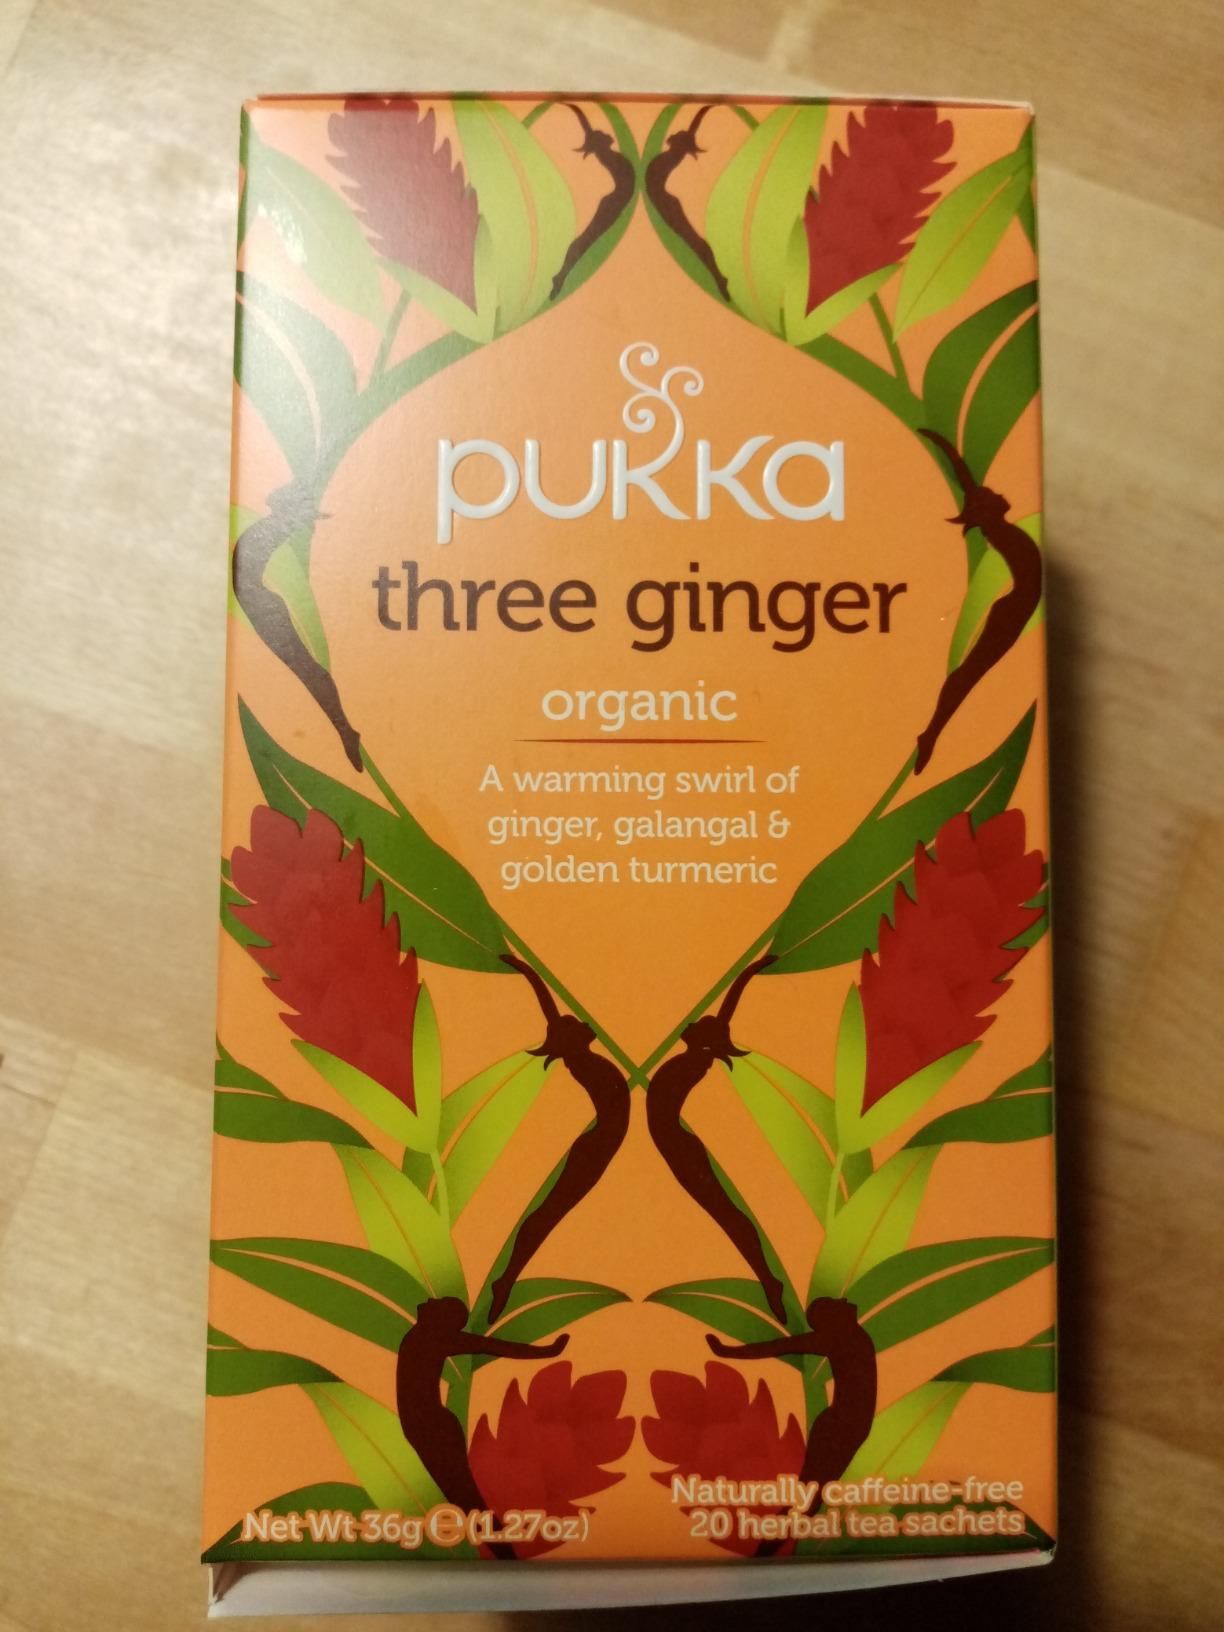 pukka
three ginger
organic
A warming swirl of
ginger, galangal &
golden turmeric
Naturally caffeine-free
Net Wt 36g ℮ (1.27oz)
20 herbal tea sachets